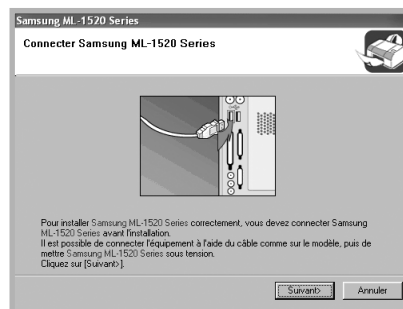 Samsung ML-1520 Series
Connecter Samsung ML-1520 Series
Pour installer Samsung ML-1520 Series correctement, vous devez connecter Samsung
ML-1520 Series avant l'installation.
Il est possible de connecter l'équipement à l'aide du câble comme sur le modèle, puis de
mettre Samsung ML-1520 Series sous tension.
Cliquez sur [Suivant>].
Suivant>
Annuler